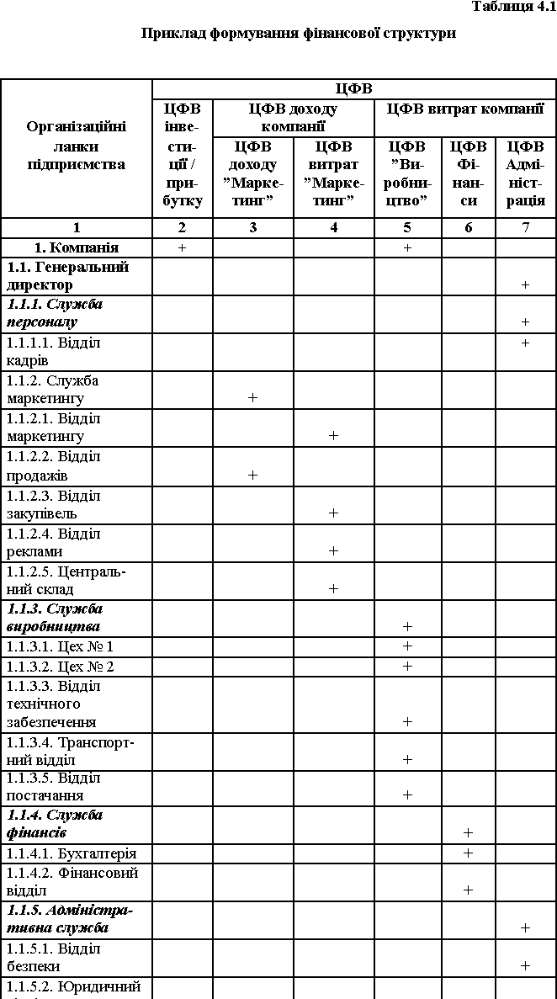 Таблиця 4.1
Приклад формування фінансової структури
Організаційні
ланки
підприємства
ЦФВ
ЦФВ
інве-
сти-
ції /
при-
бутку
ЦФВ доходу
компанії
ЦФВ витрат компанії
ЦФВ
доходу
”Марке-
тинг”
ЦФВ
витрат
”Марке-
тинг”
ЦФВ
”Ви-
робни-
цтво”
ЦФВ
Фі-
нан-
си
ЦФВ
Адмі-
ніст-
рація
1 2 3 4 5 6 7
1. Компанія + +
1.1. Генеральний
директор +
1.1.1. Служба
персоналу +
1.1.1.1. Відділ +
кадрів
1.1.2. Служба
маркетингу +
1.1.2.1. Відділ
маркетингу +
1.1.2.2. Відділ
продажів +
1.1.2.3. Відділ
закупівель +
1.1.2.4. Відділ
реклами +
1.1.2.5. Централь-
ний склад +
1.1.3. Служба
виробництва +
1.1.3.1. Цех № 1 +
1.1.3.2. Цех № 2 +
1.1.3.3. Відділ
технічного
забезпечення +
1.1.3.4. Транспорт-
ний відділ +
1.1.3.5. Відділ
постачання +
1.1.4. Служба
фінансів +
1.1.4.1. Бухгалтерія +
1.1.4.2. Фінансовий
відділ +
1.1.5. Адміністра-
тивна служба +
1.1.5.1. Відділ
безпеки +
1.1.5.2. Юридичний